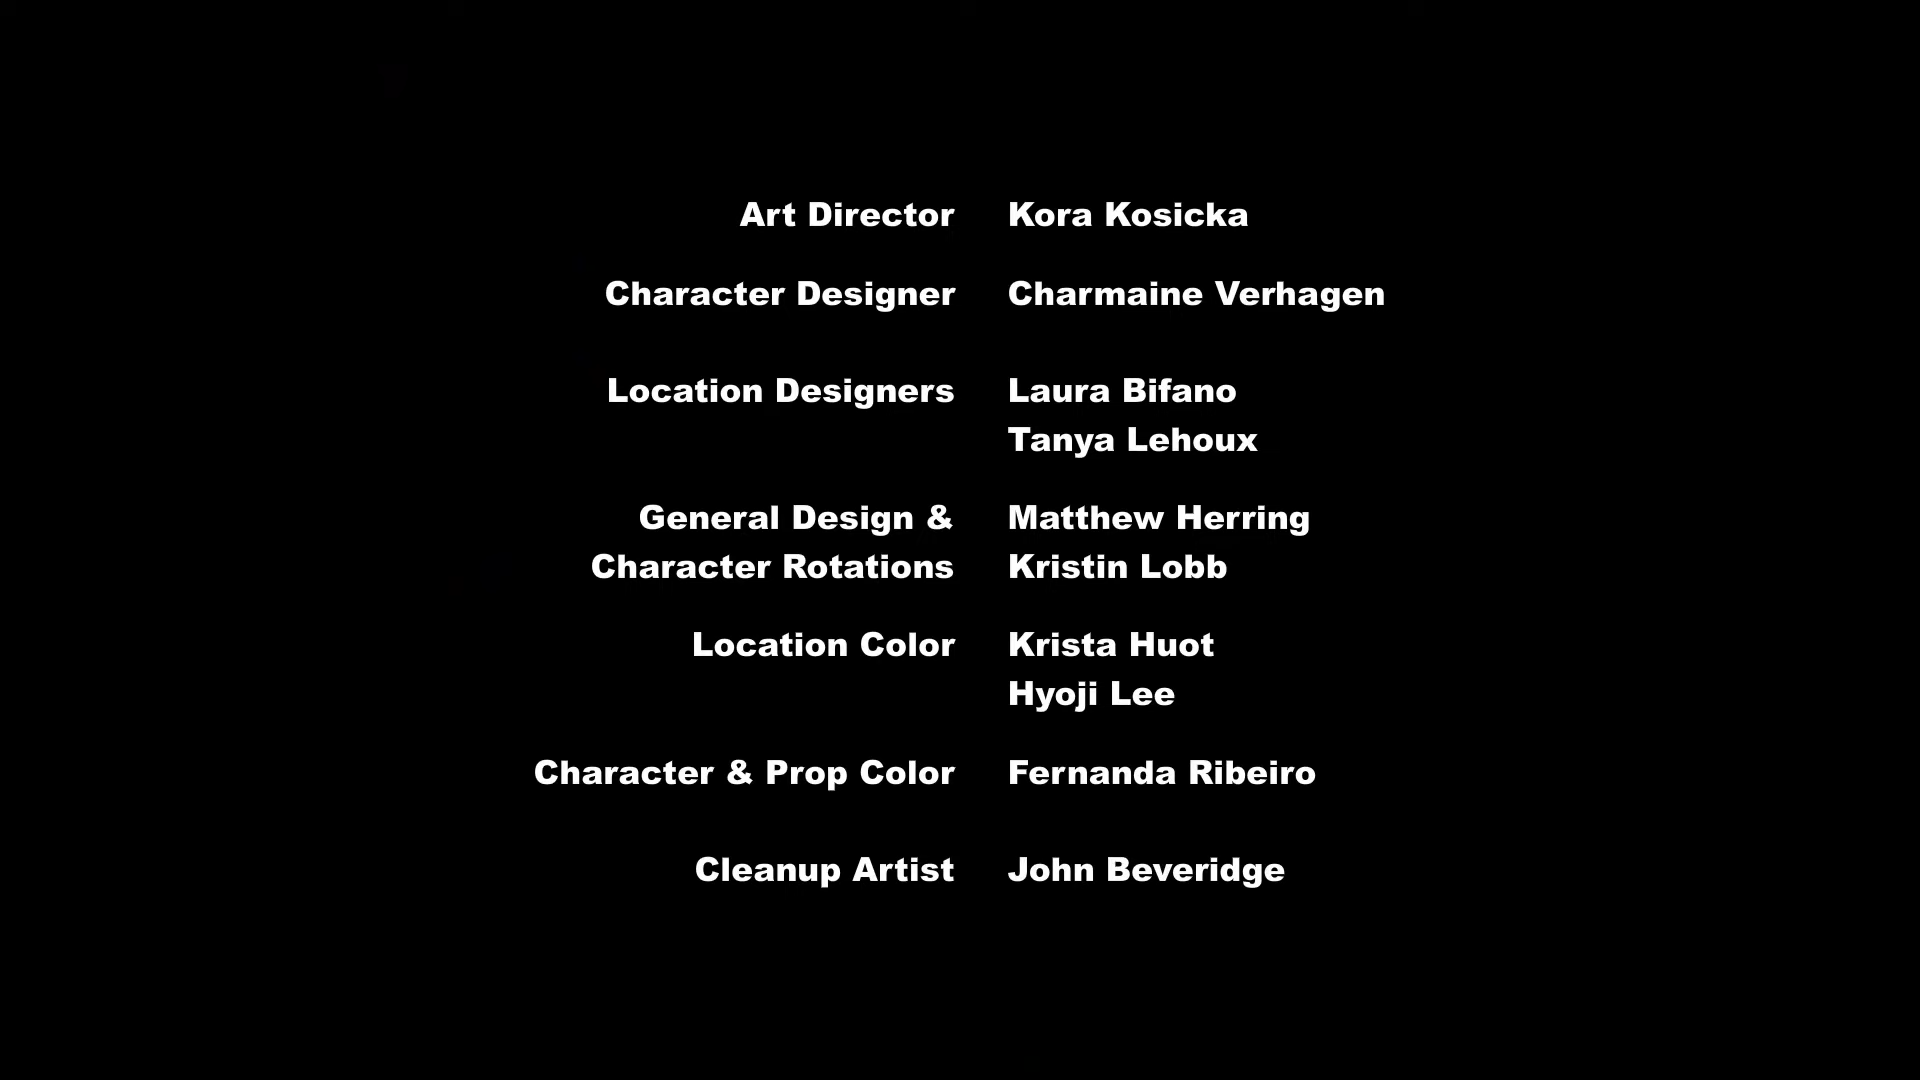 Art Director Kora Kosicka
Character Designer Charmaine Verhagen
Location Designers Laura Bifano
Tanya Lehoux
General Design & Matthew Herring
Character Rotations Kristin Lobb
Location Color Krista Huot
Hyoji Lee
Character & Prop Color Fernanda Ribeiro
Cleanup Artist John Beveridge